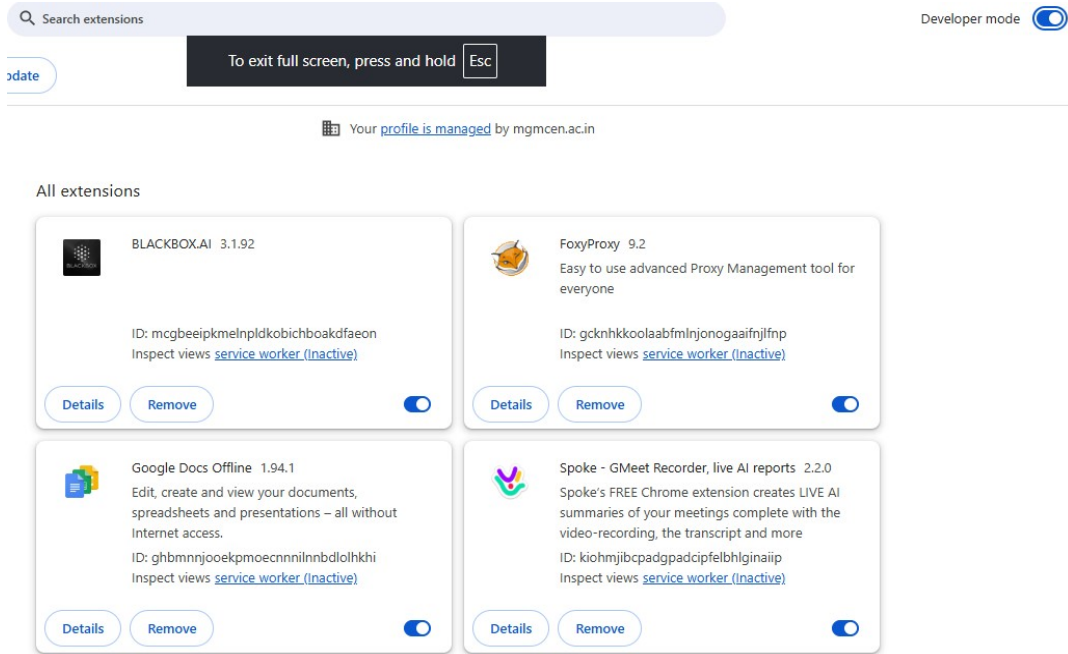 Search extensions
Developer mode
To exit full screen, press and hold Esc
pdate
Your profile is managed by mgmcen.ac.in
All extensions
BLACKBOX.AI 3.1.92
BLACKBOX
ID: mcgbeeipkmelnpldkobichboakdfaeon
Inspect views service worker (Inactive)
Details
Remove
FoxyProxy 9.2
Easy to use advanced Proxy Management tool for
everyone
ID: gcknhkkoolaabfmlnjonogaaifnjlfnp
Inspect views service worker (Inactive)
Details
Remove
Google Docs Offline 1.94.1
Edit, create and view your documents,
spreadsheets and presentations – all without
Internet access.
ID: ghbmnnjooekpmoecnnnilnnbdlolhkhi
Inspect views service worker (Inactive)
Details
Remove
Spoke - GMeet Recorder, live AI reports 2.2.0
Spoke's FREE Chrome extension creates LIVE AI
summaries of your meetings complete with the
video-recording, the transcript and more
ID: kiohmjibcpadgpadcipfelbhlginaiip
Inspect views service worker (Inactive)
Details
Remove